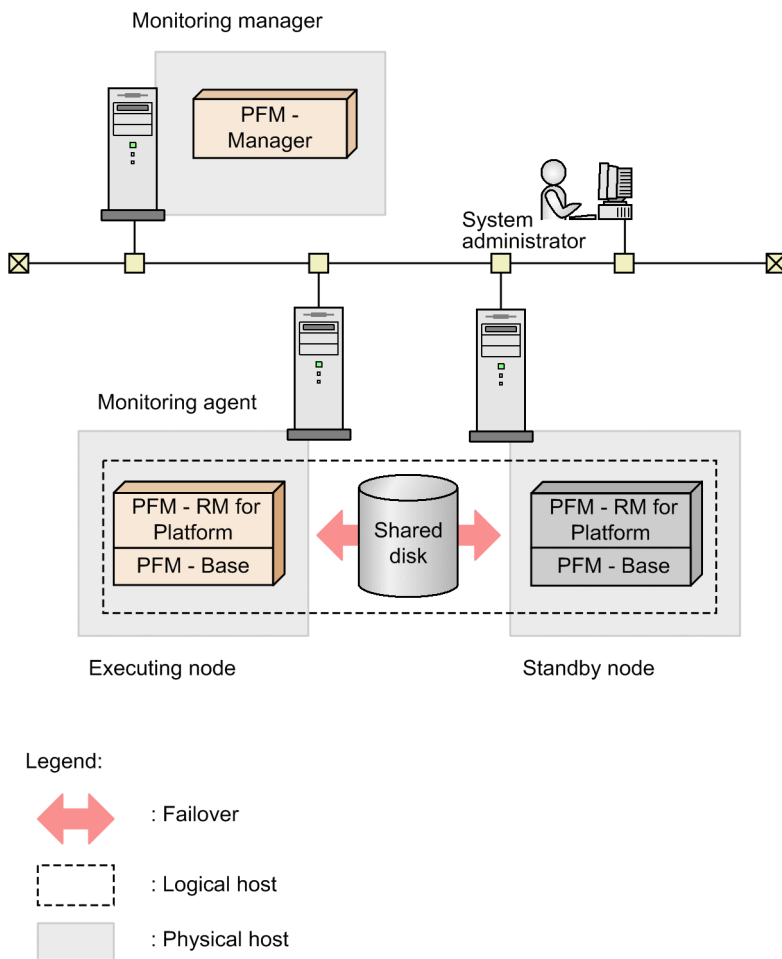 Monitoring manager
PFM -
Manager
System
administrator
Monitoring agent
PFM - RM for
Platform
PFM - Base
Shared
disk
PFM - RM for
Platform
PFM - Base
Executing node
Standby node
Legend:
: Failover
: Logical host
: Physical host